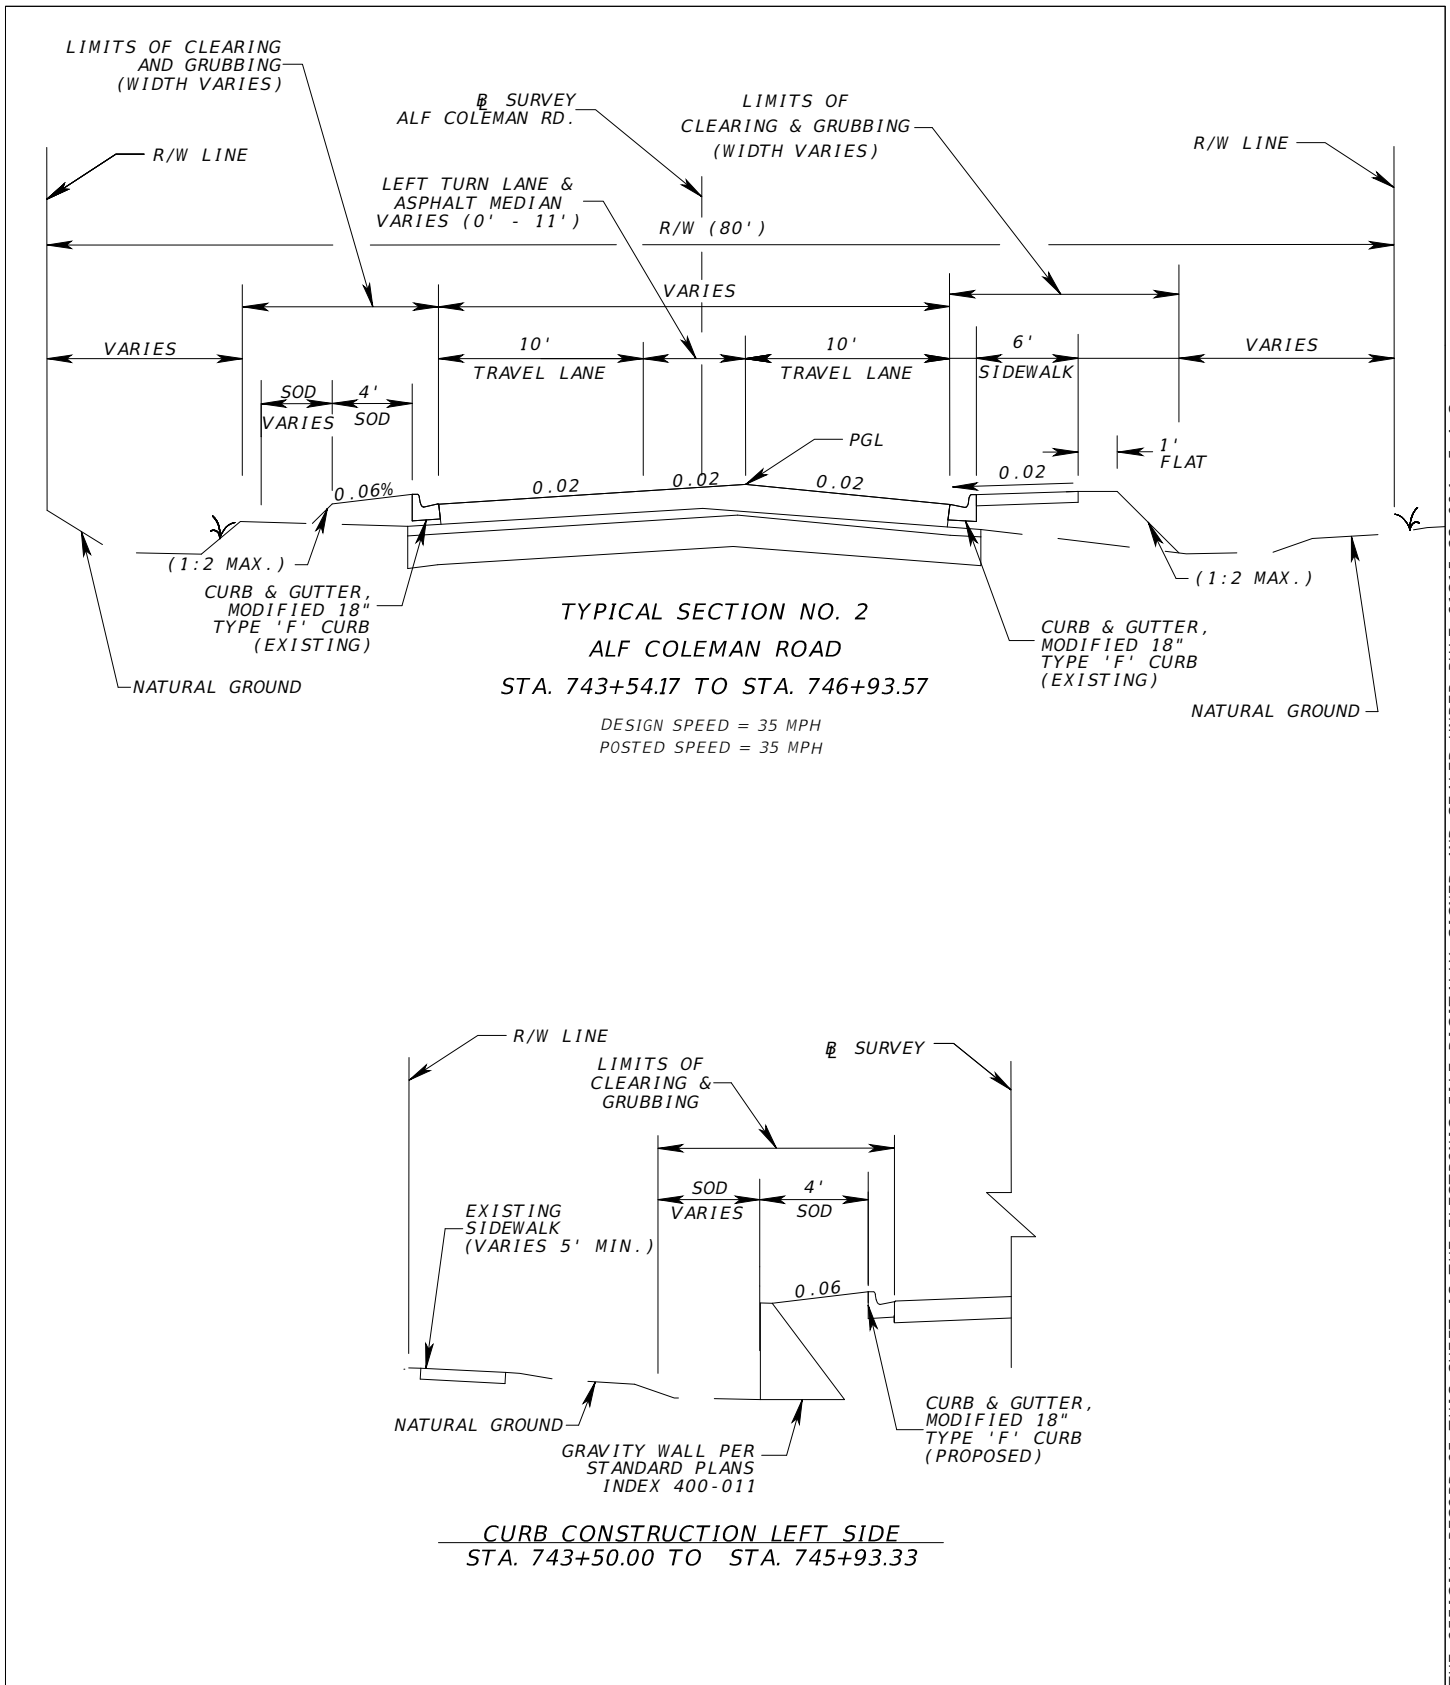 LIMITS OF CLEARING
AND GRUBBING
(WIDTH VARIES)
R/W LINE
B SURVEY
ALF COLEMAN RD.
LIMITS OF
CLEARING & GRUBBING
(WIDTH VARIES)
R/W LINE
LEFT TURN LANE &
ASPHALT MEDIAN
VARIES (0' - 11')
R/W (80')
VARIES
VARIES
10'
TRAVEL LANE
10'
TRAVEL LANE
6'
SIDEWALK
VARIES
SOD
VARIES
4'
SOD
PGL
1'
FLAT
0.06%
0.02
0.02
0.02
0.02
(1:2 MAX.)
(1:2 MAX.)
CURB & GUTTER,
MODIFIED 18"
TYPE 'F' CURB
(EXISTING)
CURB & GUTTER,
MODIFIED 18"
TYPE 'F' CURB
(EXISTING)
NATURAL GROUND
NATURAL GROUND
TYPICAL SECTION NO. 2
ALF COLEMAN ROAD
STA. 743+54.17 TO STA. 746+93.57
DESIGN SPEED = 35 MPH
POSTED SPEED = 35 MPH
R/W LINE
LIMITS OF
CLEARING &
GRUBBING
B SURVEY
SOD
VARIES
4'
SOD
EXISTING
SIDEWALK
(VARIES 5' MIN.)
0.06
NATURAL GROUND
GRAVITY WALL PER
STANDARD PLANS
INDEX 400-011
CURB & GUTTER,
MODIFIED 18"
TYPE 'F' CURB
(PROPOSED)
CURB CONSTRUCTION LEFT SIDE
STA. 743+50.00 TO STA. 745+93.33